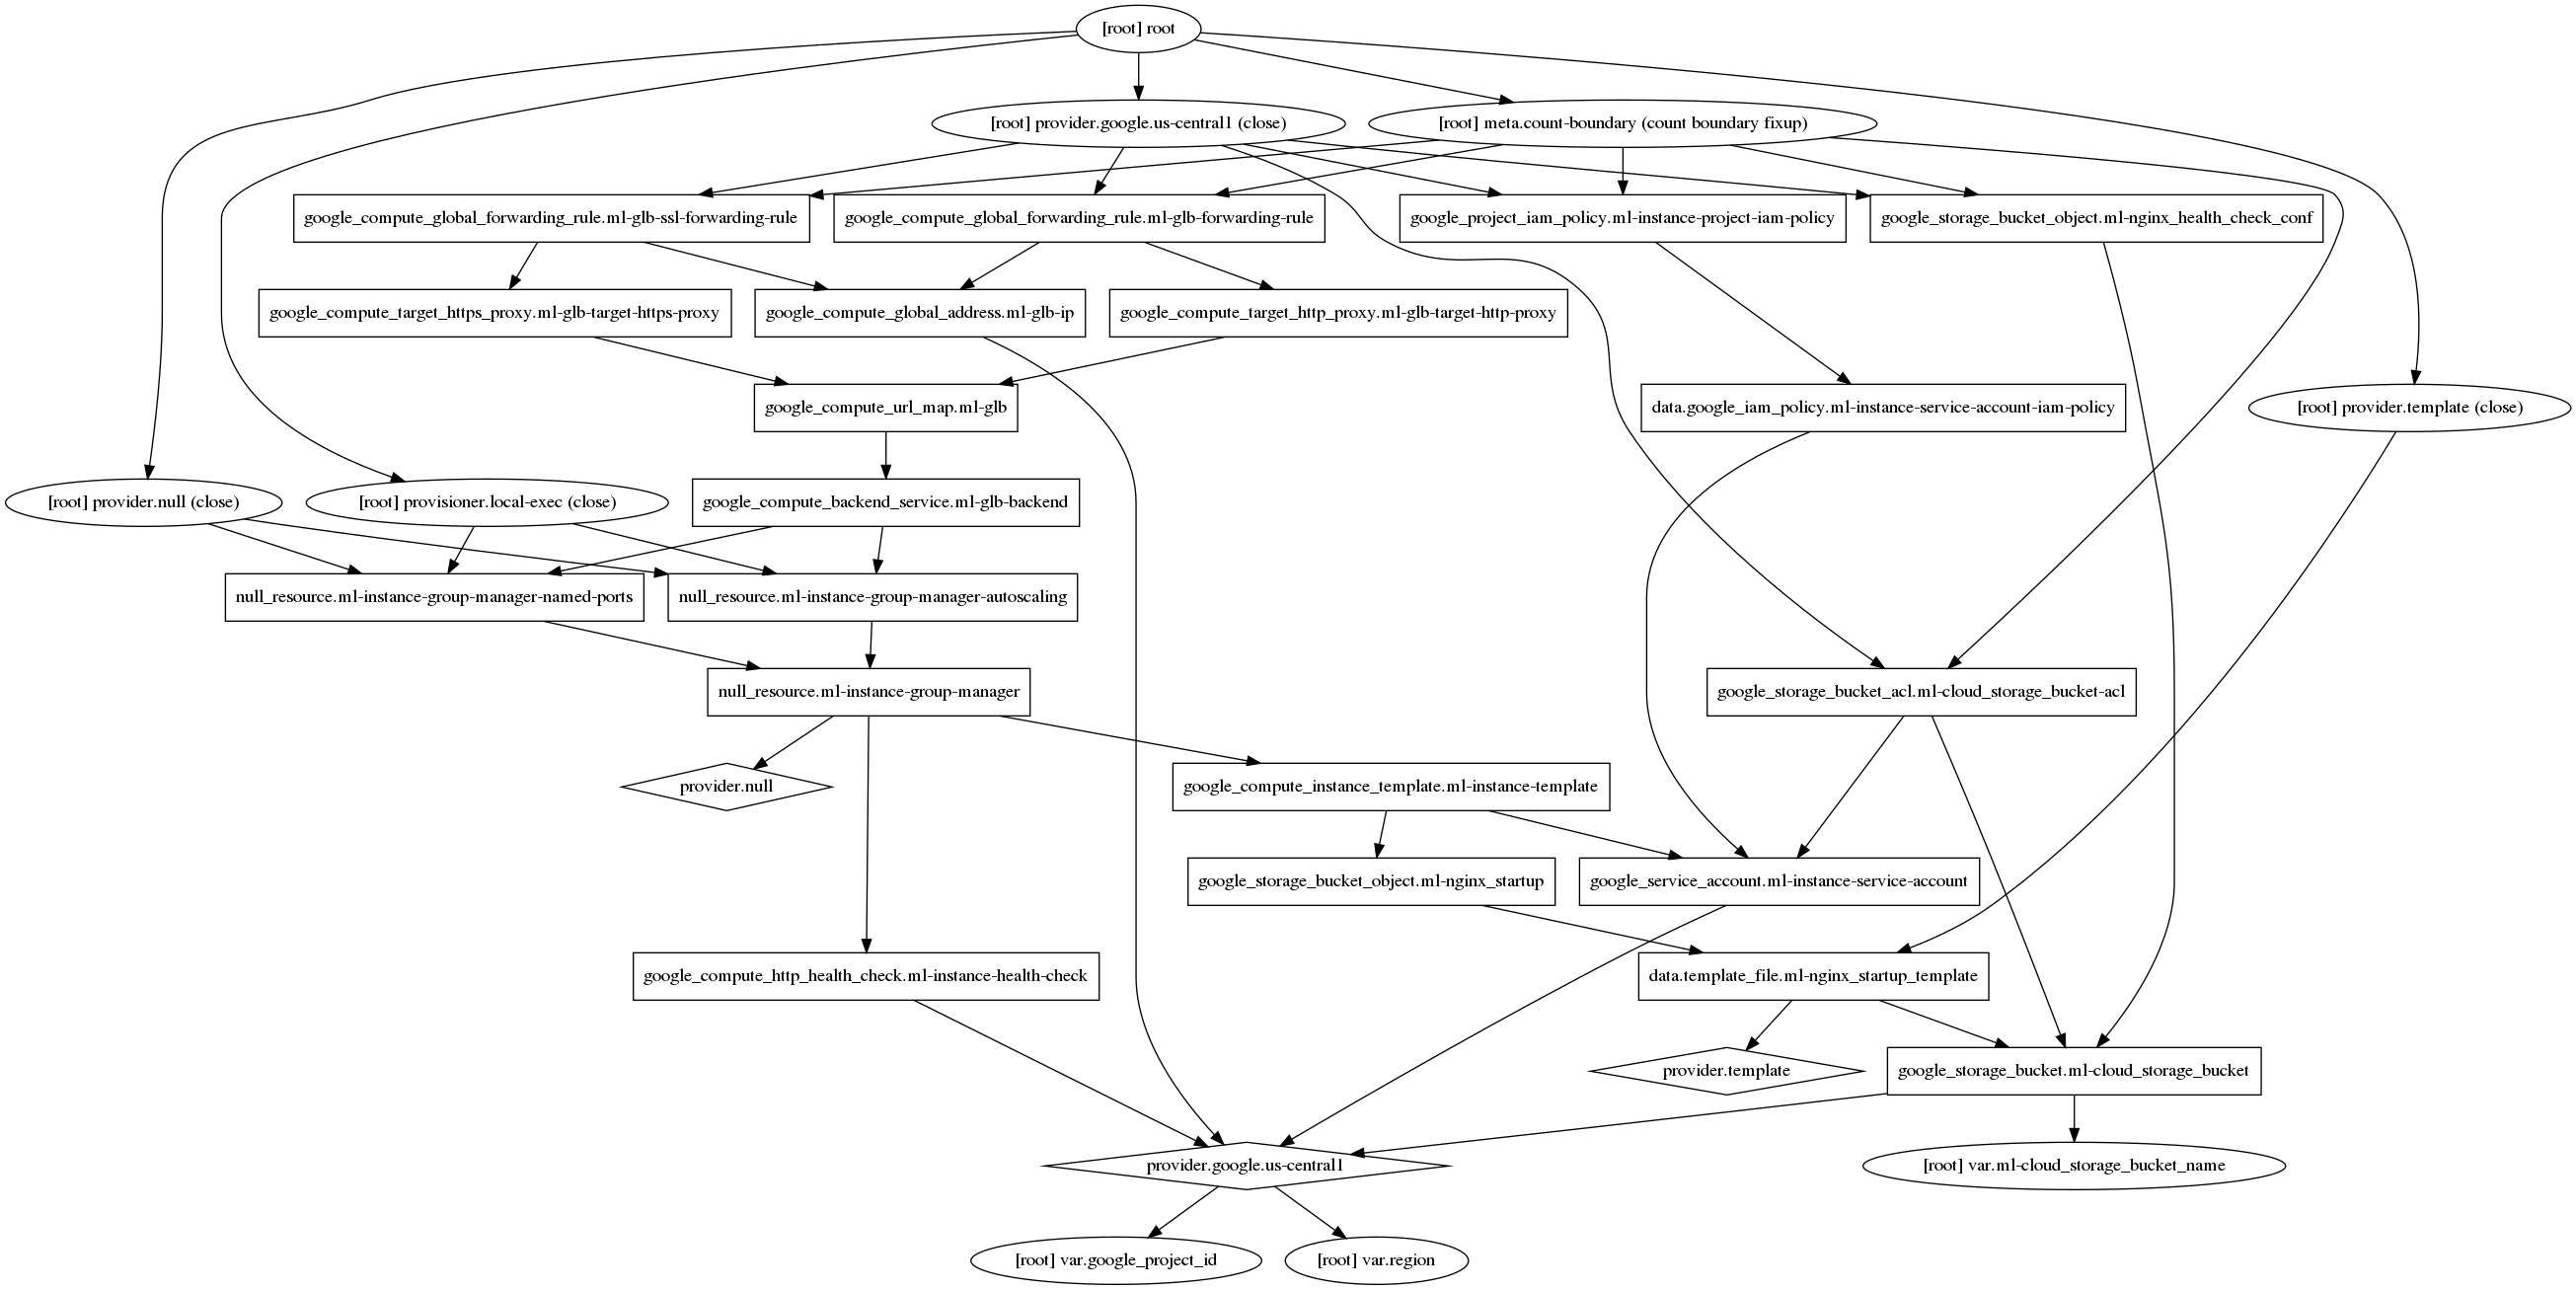 [root] root
[root] provider.google.us-central1 (close)
[root] meta.count-boundary (count boundary fixup)
google_compute_global_forwarding_rule.ml-glb-ssl-forwarding-rule
google_compute_global_forwarding_rule.ml-glb-forwarding-rule
google_project_iam_policy.ml-instance-project-iam-policy
google_storage_bucket_object.ml-nginx_health_check_conf
google_compute_target_https_proxy.ml-glb-target-https-proxy
google_compute_global_address.ml-glb-ip
google_compute_target_http_proxy.ml-glb-target-http-proxy
google_compute_url_map.ml-glb
data.google_iam_policy.ml-instance-service-account-iam-policy
[root] provider.template (close)
[root] provider.null (close)
[root] provisioner.local-exec (close)
google_compute_backend_service.ml-glb-backend
null_resource.ml-instance-group-manager-named-ports
null_resource.ml-instance-group-manager-autoscaling
null_resource.ml-instance-group-manager
google_storage_bucket_acl.ml-cloud_storage_bucket-acl
provider.null
google_compute_instance_template.ml-instance-template
google_storage_bucket_object.ml-nginx_startup
google_service_account.ml-instance-service-account
google_compute_http_health_check.ml-instance-health-check
data.template_file.ml-nginx_startup_template
provider.template
google_storage_bucket.ml-cloud_storage_bucket
provider.google.us-central1
[root] var.ml-cloud_storage_bucket_name
[root] var.google_project_id
[root] var.region